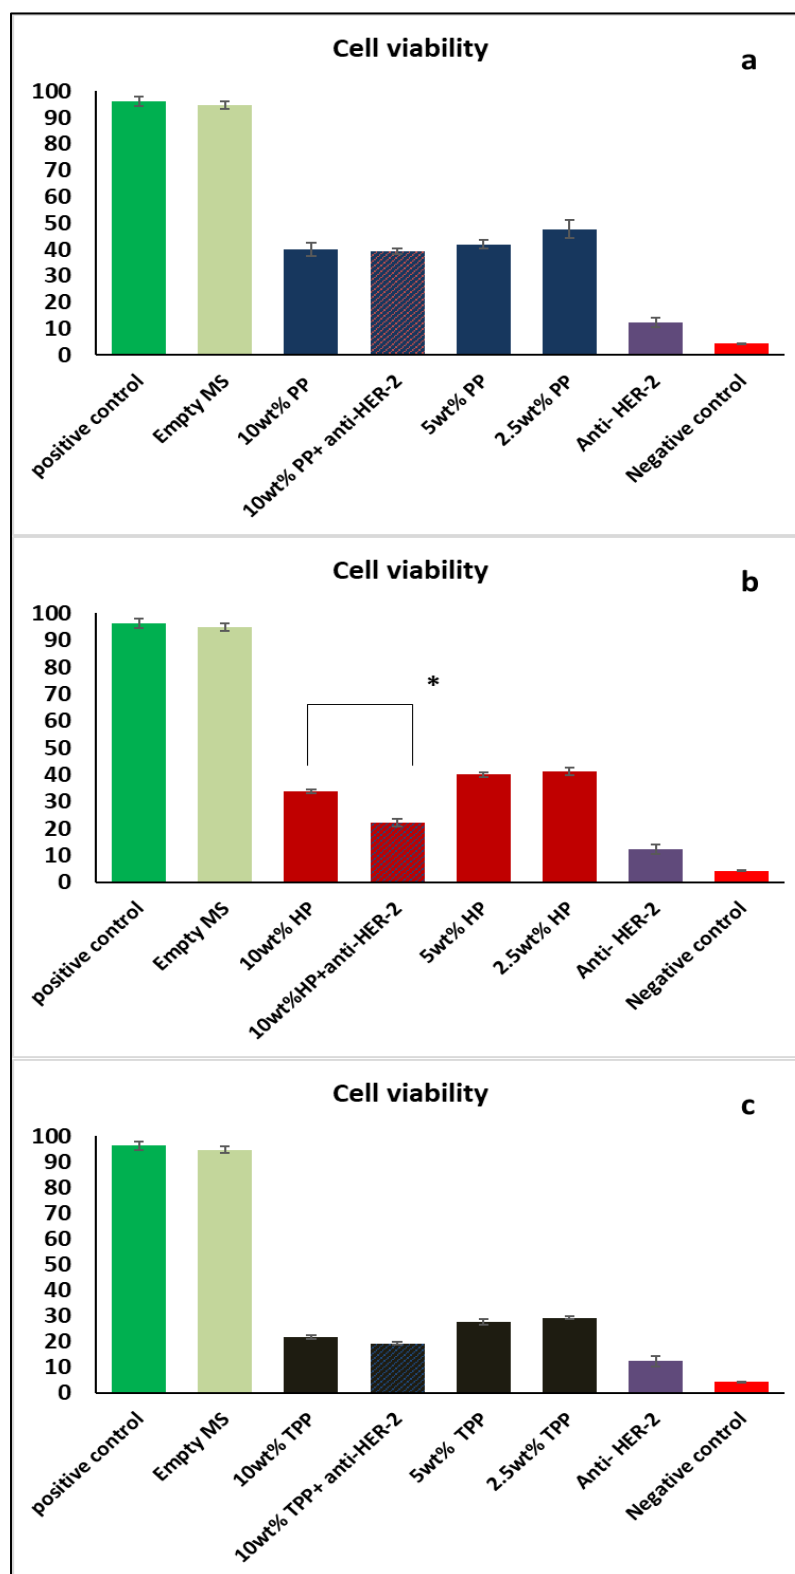 Cell viability
a
100
90
80
70
60
50
40
30
20
10
0
positive control
Empty MS
10wt% PP
10wt% PP+ anti-HER-2
5wt% PP
2.5wt% PP
Anti- HER-2
Negative control
Cell viability
b
100
90
80
70
60
50
40
30
20
10
0
*
positive control
Empty MS
10wt% HP
10wt%HP+anti-HER-2
5wt% HP
2.5wt% HP
Anti- HER-2
Negative control
Cell viability
c
100
90
80
70
60
50
40
30
20
10
0
positive control
Empty MS
10wt% TPP
10wt% TPP+ anti-HER-2
5wt% TPP
2.5wt% TPP
Anti- HER-2
Negative control